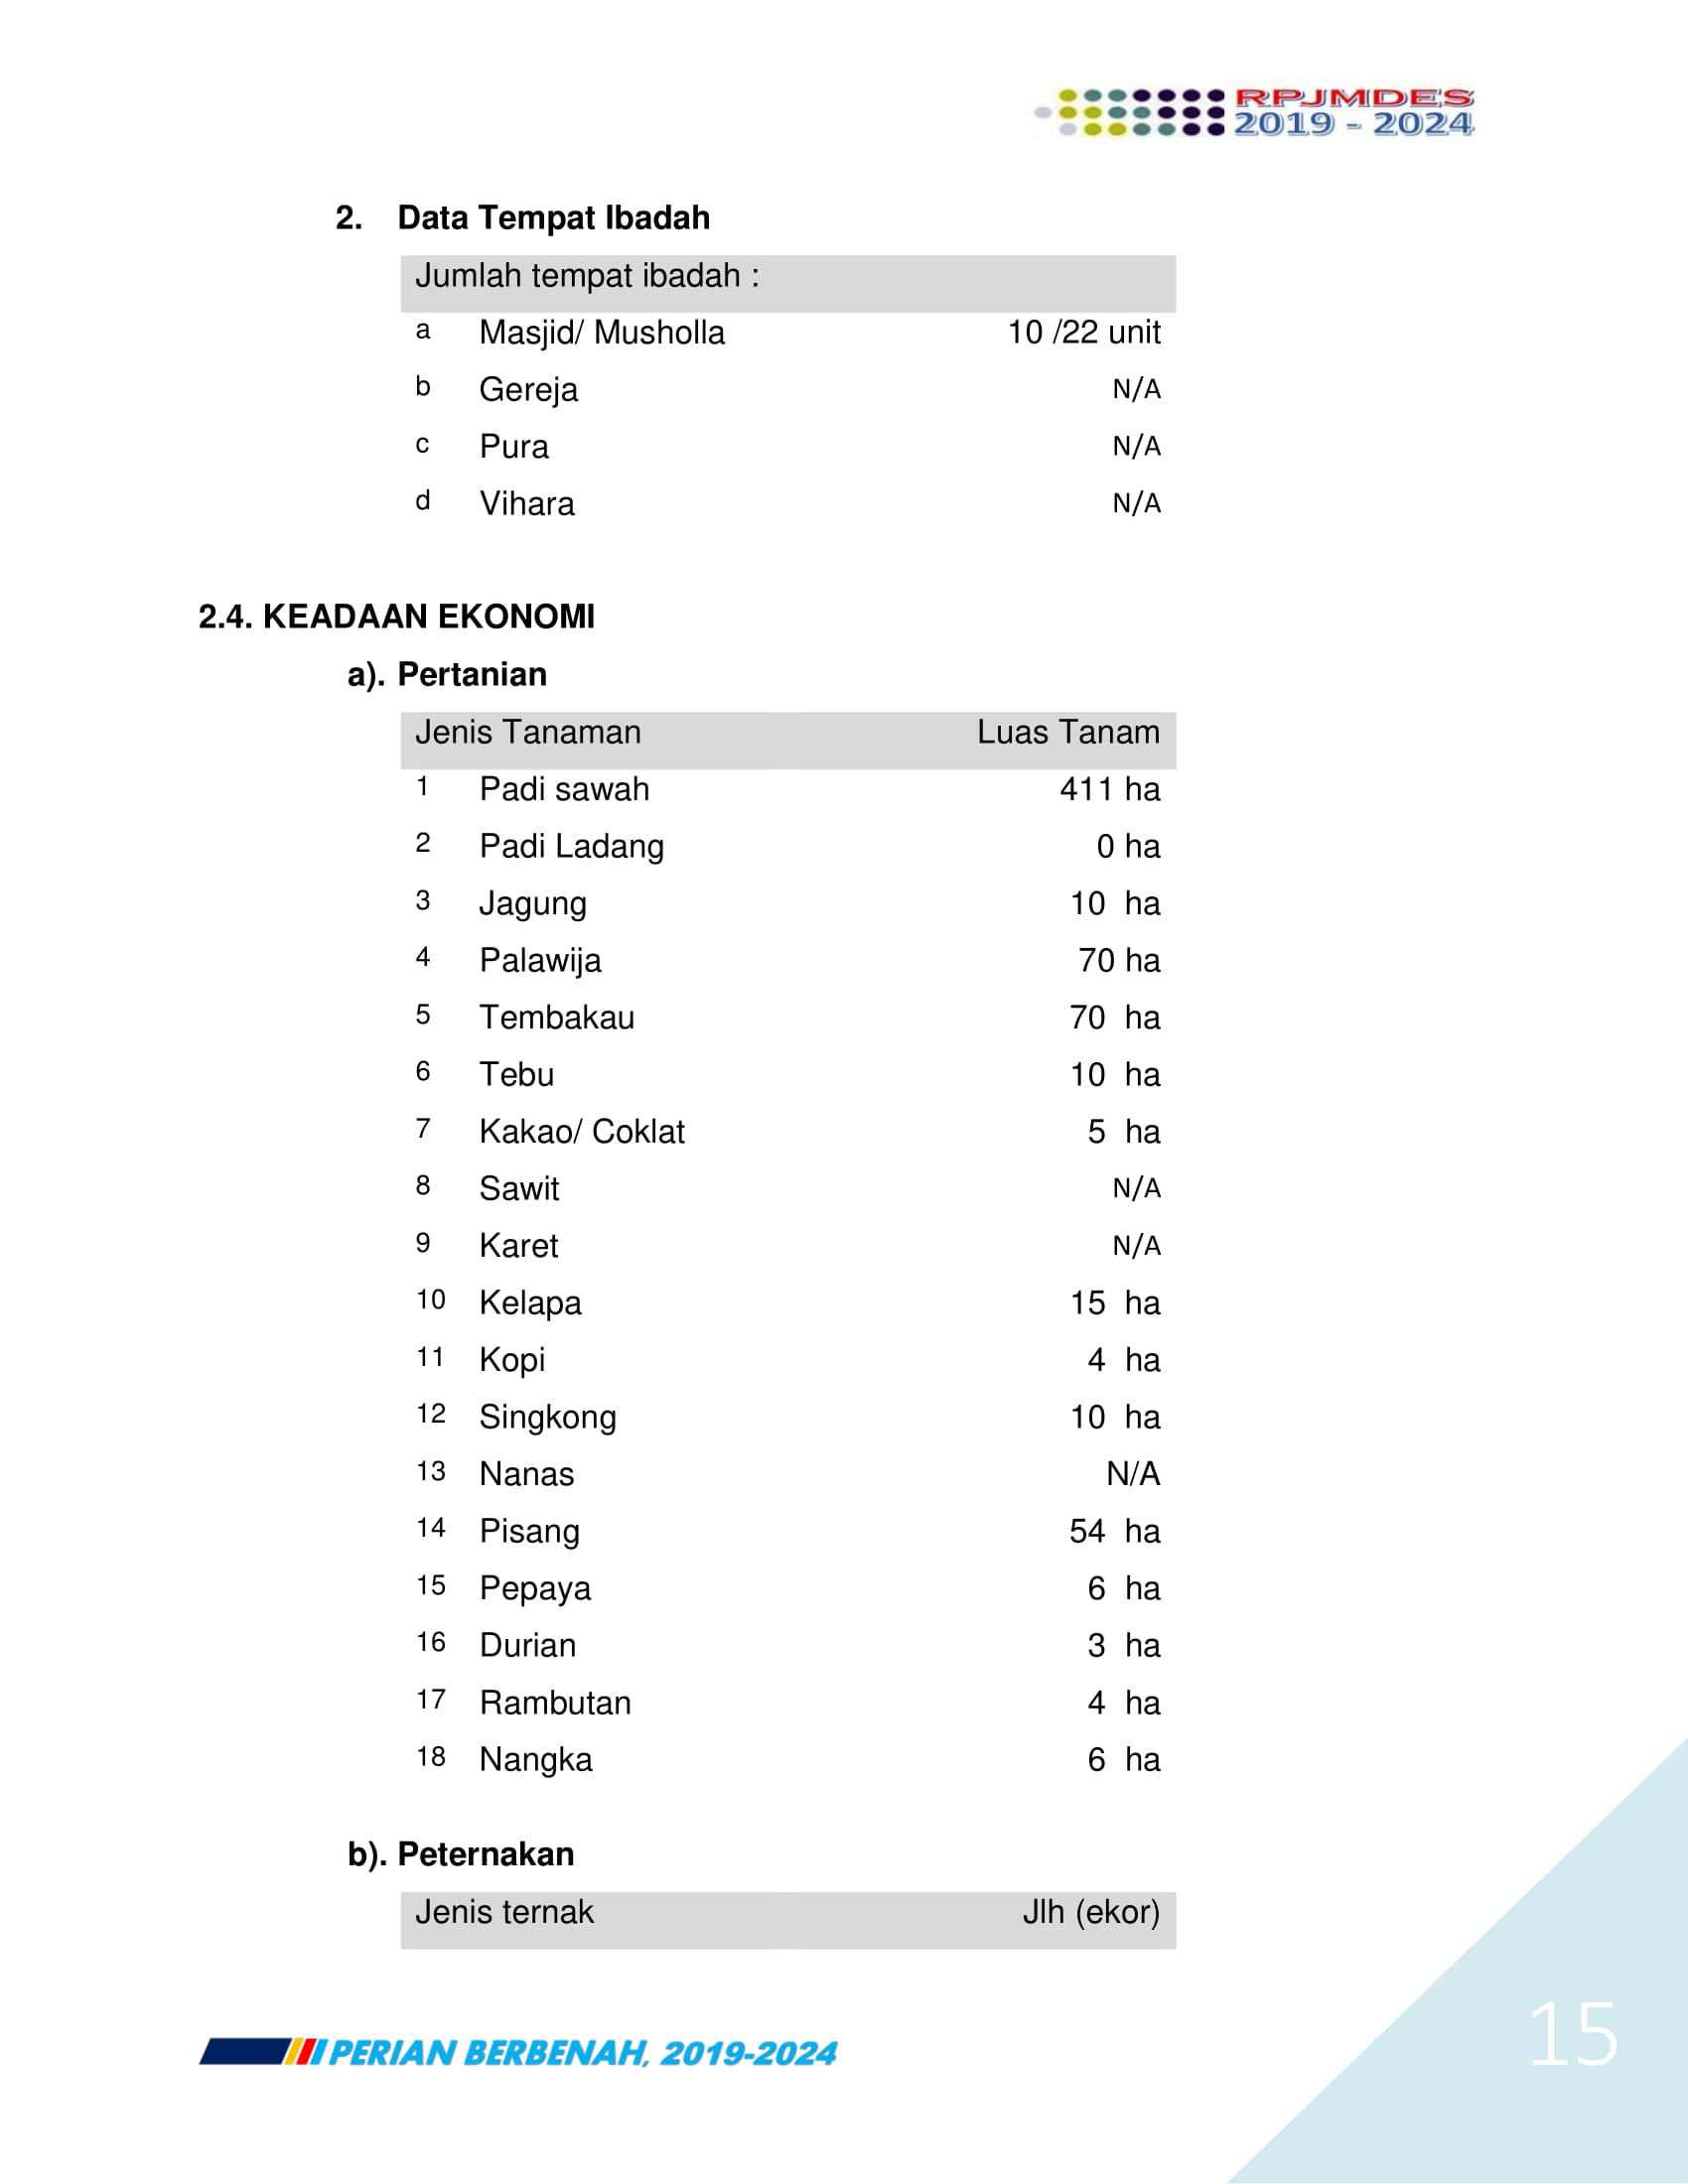 RPJMDES
2019 - 2024
2. Data Tempat Ibadah
Jumlah tempat ibadah :
a Masjid/ Musholla 10 /22 unit
b Gereja N/A
c Pura N/A
d Vihara N/A
2.4. KEADAAN EKONOMI
a). Pertanian
Jenis Tanaman Luas Tanam
1 Padi sawah 411 ha
2 Padi Ladang 0 ha
3 Jagung 10 ha
4 Palawija 70 ha
5 Tembakau 70 ha
6 Tebu 10 ha
7 Kakao/ Coklat 5 ha
8 Sawit N/A
9 Karet N/A
10 Kelapa 15 ha
11 Kopi 4 ha
12 Singkong 10 ha
13 Nanas N/A
14 Pisang 54 ha
15 Pepaya 6 ha
16 Durian 3 ha
17 Rambutan 4 ha
18 Nangka 6 ha
b). Peternakan
Jenis ternak Jlh (ekor)
PERIAN BERBENAH, 2019-2024
15